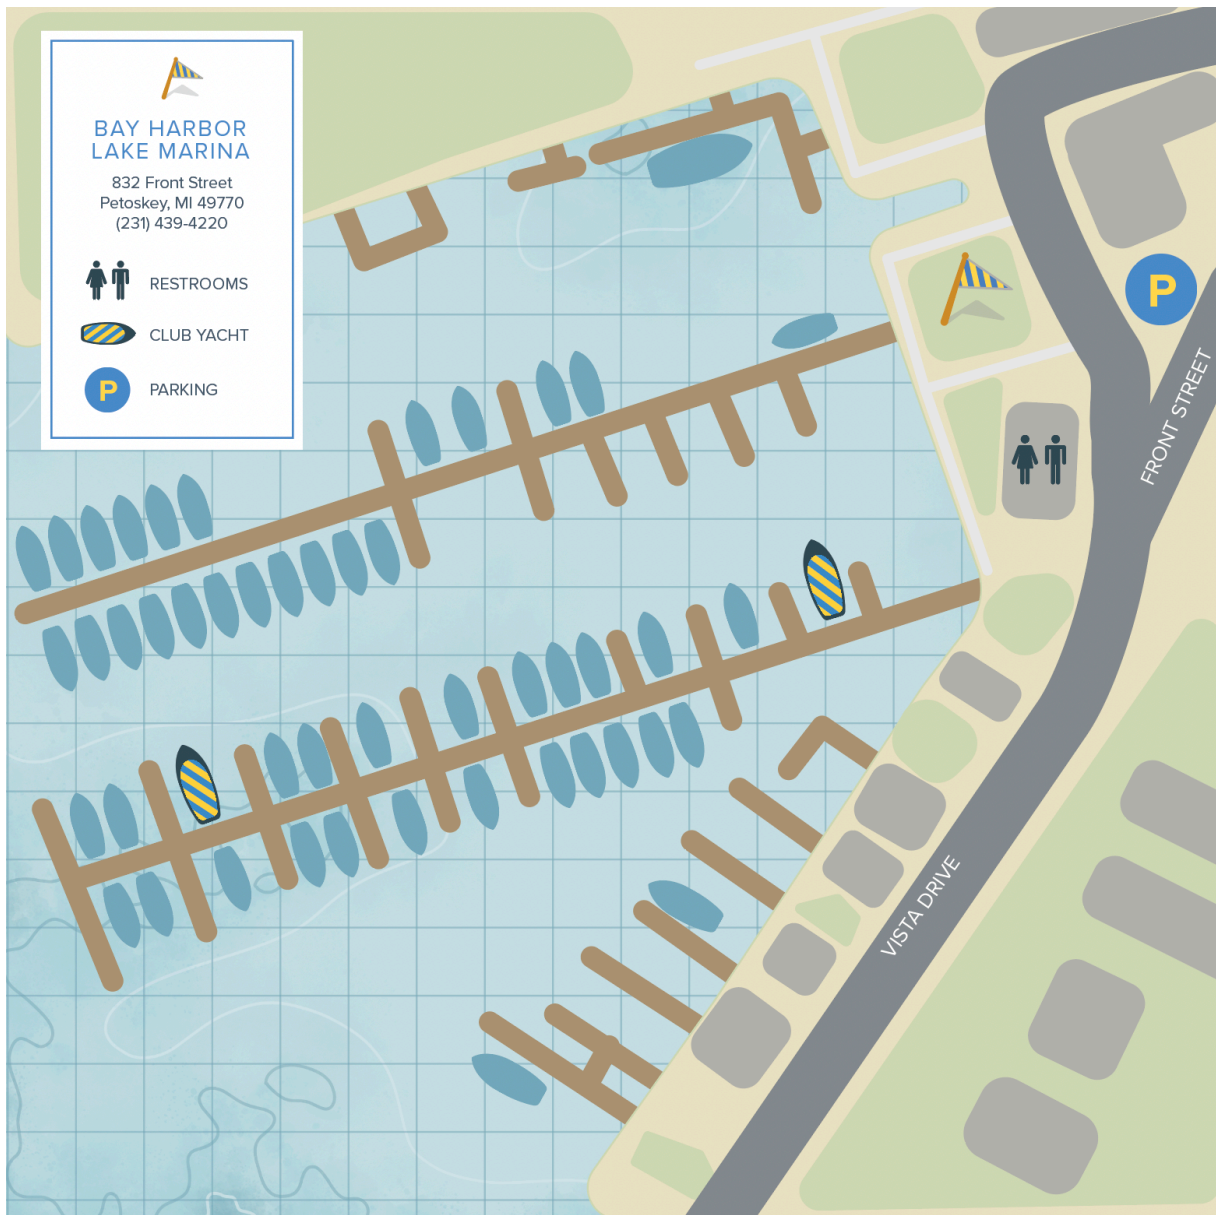 BAY HARBOR
LAKE MARINA
832 Front Street
Petoskey, MI 49770
(231) 439-4220
RESTROOMS
CLUB YACHT
P
PARKING
P
FRONT STREET
VISTA DRIVE